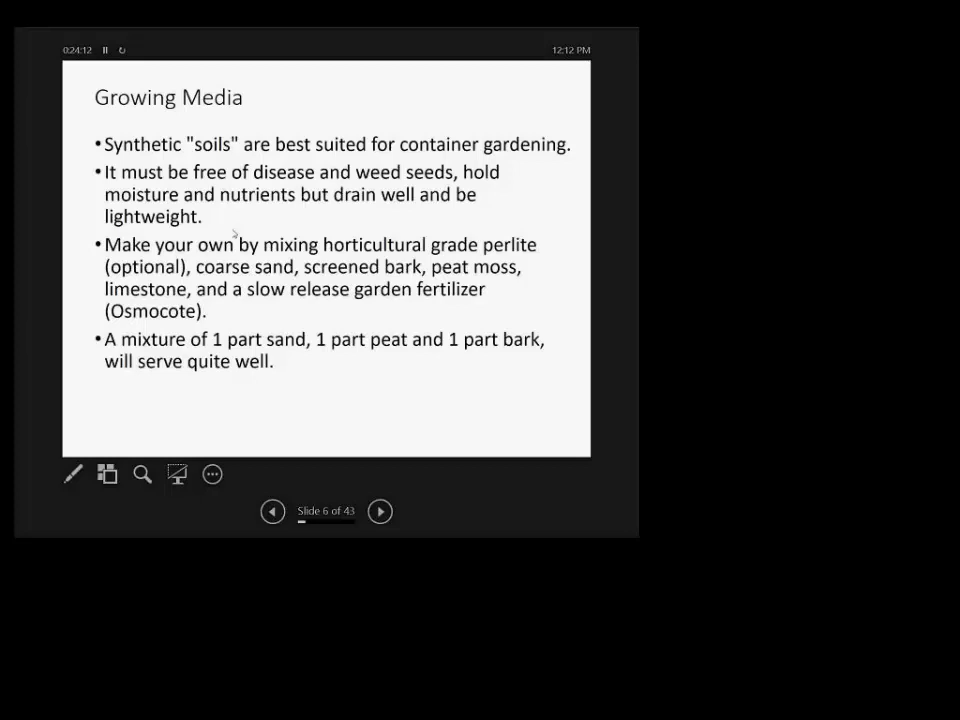 0:24:12
12:12 PM
Growing Media
•Synthetic "soils" are best suited for container gardening.
•It must be free of disease and weed seeds, hold
moisture and nutrients but drain well and be
lightweight.
•Make your own by mixing horticultural grade perlite
(optional), coarse sand, screened bark, peat moss,
limestone, and a slow release garden fertilizer
(Osmocote).
•A mixture of 1 part sand, 1 part peat and 1 part bark,
will serve quite well.
Slide 6 of 43